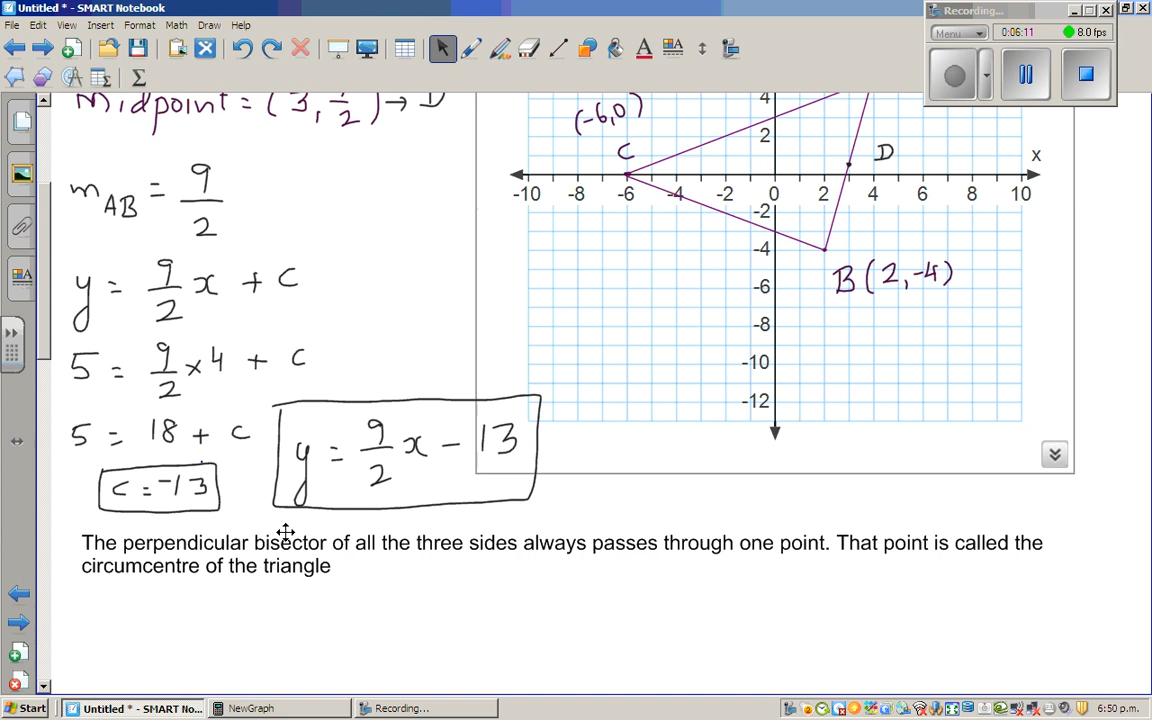 Untitled * - SMART Notebook
File Edit View Insert Format Tools Math Draw Help
Recording...
Menu 0:06:11 8.0 fps
Midpoint = (3, 1/2) → D
m AB = 9/2
y = 9/2 x + c
5 = 9/2 × 4 + c
5 = 18 + c
c = -13
y = 9/2 x - 13
(-6,0)
C
D
x
B(2,-4)
4
2
-10 -8 -6 -4 -2 0 2 4 6 8 10
-2
-4
-6
-8
-10
-12
The perpendicular bisector of all the three sides always passes through one point. That point is called the
circumcentre of the triangle
Start Untitled * - SMART No... NewGraph Recording... 6:50 p.m.